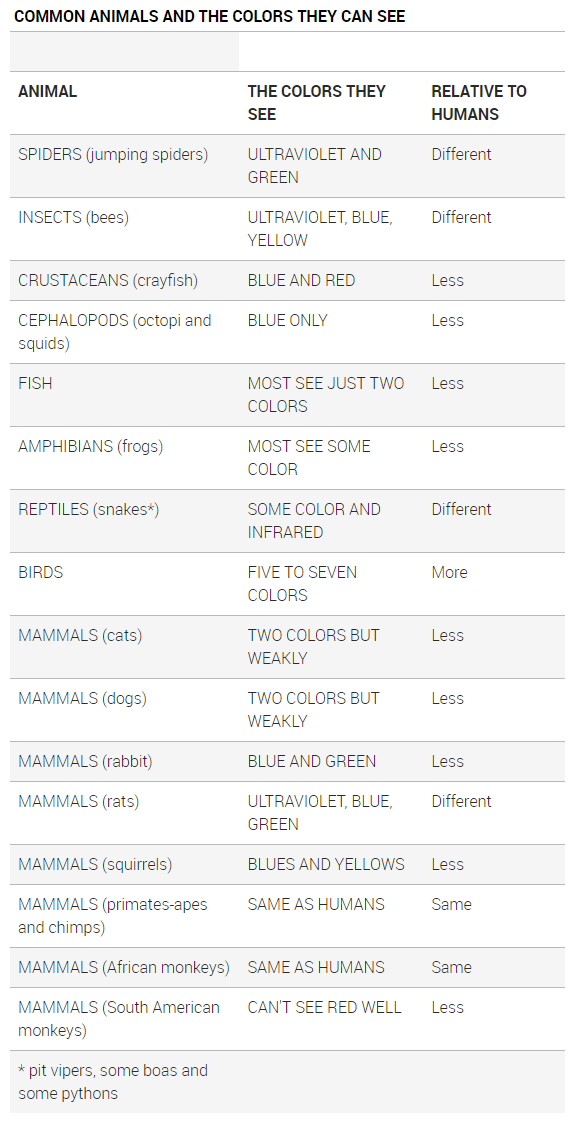 COMMON ANIMALS AND THE COLORS THEY CAN SEE
ANIMAL THE COLORS THEY RELATIVE TO
SEE HUMANS
SPIDERS (jumping spiders) ULTRAVIOLET AND Different
GREEN
INSECTS (bees) ULTRAVIOLET, BLUE, Different
YELLOW
CRUSTACEANS (crayfish) BLUE AND RED Less
CEPHALOPODS (octopi and BLUE ONLY Less
squids)
FISH MOST SEE JUST TWO Less
COLORS
AMPHIBIANS (frogs) MOST SEE SOME Less
COLOR
REPTILES (snakes*) SOME COLOR AND Different
INFRARED
BIRDS FIVE TO SEVEN More
COLORS
MAMMALS (cats) TWO COLORS BUT Less
WEAKLY
MAMMALS (dogs) TWO COLORS BUT Less
WEAKLY
MAMMALS (rabbit) BLUE AND GREEN Less
MAMMALS (rats) ULTRAVIOLET, BLUE, Different
GREEN
MAMMALS (squirrels) BLUES AND YELLOWS Less
MAMMALS (primates-apes SAME AS HUMANS Same
and chimps)
MAMMALS (African monkeys) SAME AS HUMANS Same
MAMMALS (South American CAN'T SEE RED WELL Less
monkeys)
* pit vipers, some boas and
some pythons